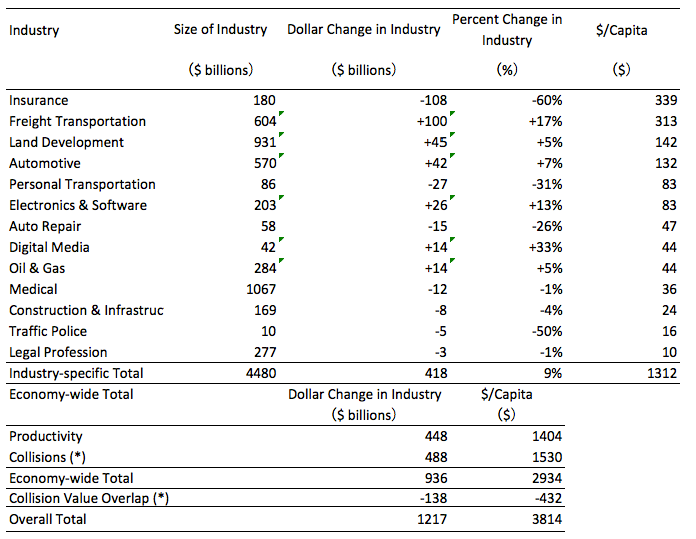 Industry Size of Industry Dollar Change in Industry Percent Change in Industry $/Capita
($ billions) ($ billions) (%) ($)
Insurance 180 -108 -60% 339
Freight Transportation 604 +100 +17% 313
Land Development 931 +45 +5% 142
Automotive 570 +42 +7% 132
Personal Transportation 86 -27 -31% 83
Electronics & Software 203 +26 +13% 83
Auto Repair 58 -15 -26% 47
Digital Media 42 +14 +33% 44
Oil & Gas 284 +14 +5% 44
Medical 1067 -12 -1% 36
Construction & Infrastruc 169 -8 -4% 24
Traffic Police 10 -5 -50% 16
Legal Profession 277 -3 -1% 10
Industry-specific Total 4480 418 9% 1312
Economy-wide Total Dollar Change in Industry $/Capita
($ billions) ($)
Productivity 448 1404
Collisions (*) 488 1530
Economy-wide Total 936 2934
Collision Value Overlap (*) -138 -432
Overall Total 1217 3814